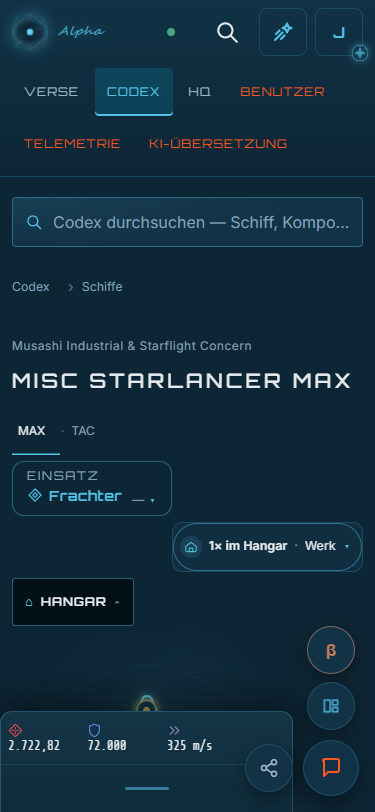 Alpha
VERSE CODEX HQ BENUTZER
TELEMETRIE KI-ÜBERSETZUNG
Codex durchsuchen — Schiff, Kompo...
Codex > Schiffe
Musashi Industrial & Starflight Concern
MISC STARLANCER MAX
MAX · TAC
EINSATZ
Frachter —
1× im Hangar · Werk
HANGAR
β
2.722,82 72.000 325 m/s